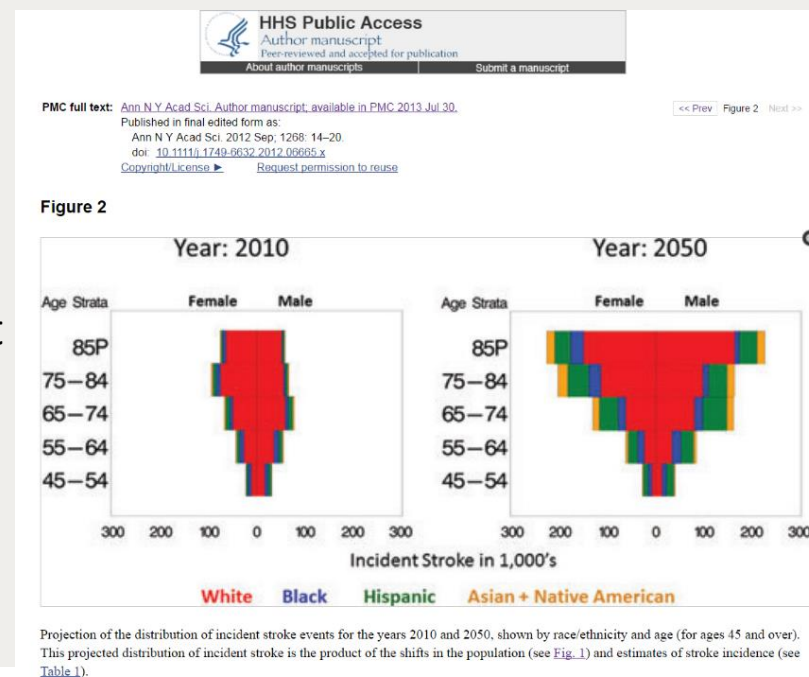 HHS Public Access
Author manuscript
Peer-reviewed and accepted for publication
About author manuscripts Submit a manuscript
PMC full text: Ann N Y Acad Sci. Author manuscript; available in PMC 2013 Jul 30.
Published in final edited form as:
Ann N Y Acad Sci. 2012 Sep; 1268: 14–20.
doi: 10.1111/j.1749-6632.2012.06665.x
Copyright/License ► Request permission to reuse
<< Prev Figure 2 Next >>
Figure 2
Year: 2010
Age Strata Female Male
85P
75–84
65–74
55–64
45–54
300 200 100 0 100 200 300
Year: 2050
Age Strata Female Male
85P
75–84
65–74
55–64
45–54
300 200 100 0 100 200 300
Incident Stroke in 1,000's
White Black Hispanic Asian + Native American
Projection of the distribution of incident stroke events for the years 2010 and 2050, shown by race/ethnicity and age (for ages 45 and over).
This projected distribution of incident stroke is the product of the shifts in the population (see Fig. 1) and estimates of stroke incidence (see
Table 1).